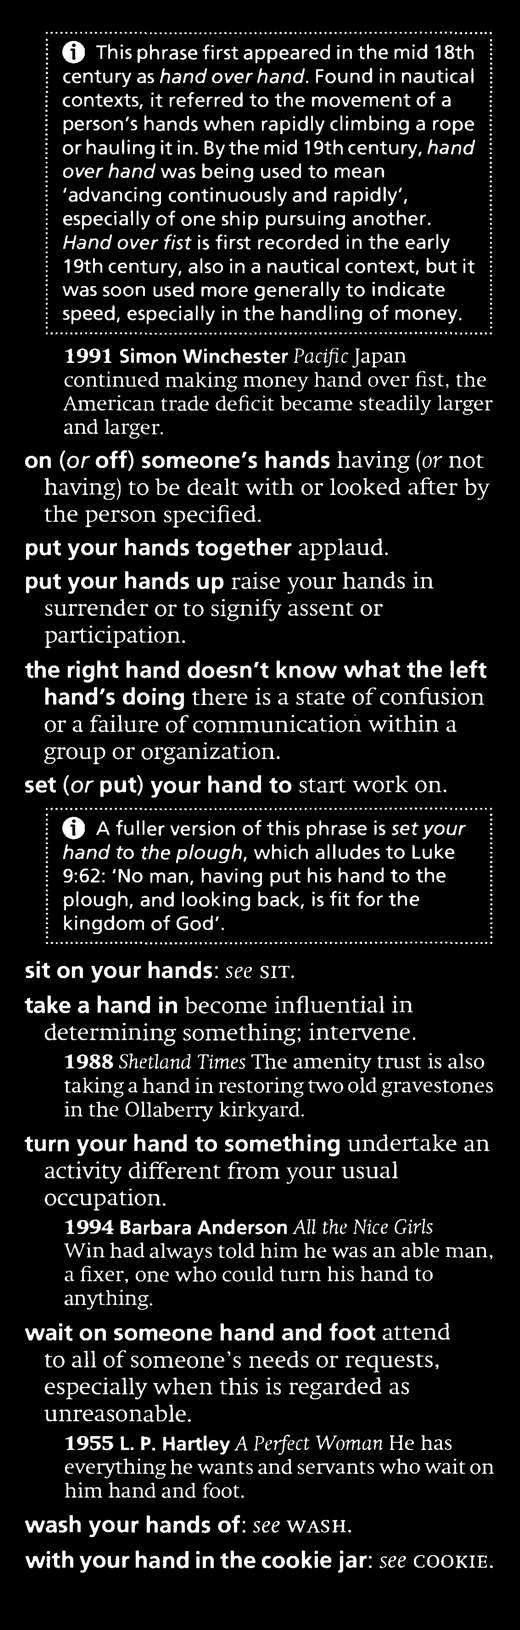 This phrase first appeared in the mid 18th
century as hand over hand. Found in nautical
contexts, it referred to the movement of a
person's hands when rapidly climbing a rope
or hauling it in. By the mid 19th century, hand
over hand was being used to mean
'advancing continuously and rapidly',
especially of one ship pursuing another.
Hand over fist is first recorded in the early
19th century, also in a nautical context, but it
was soon used more generally to indicate
speed, especially in the handling of money.
1991 Simon Winchester Pacific Japan
continued making money hand over fist, the
American trade deficit became steadily larger
and larger.
on (or off) someone's hands having (or not
having) to be dealt with or looked after by
the person specified.
put your hands together applaud.
put your hands up raise your hands in
surrender or to signify assent or
participation.
the right hand doesn't know what the left
hand's doing there is a state of confusion
or a failure of communication within a
group or organization.
set (or put) your hand to start work on.
A fuller version of this phrase is set your
hand to the plough, which alludes to Luke
9:62: 'No man, having put his hand to the
plough, and looking back, is fit for the
kingdom of God'.
sit on your hands: see SIT.
take a hand in become influential in
determining something; intervene.
1988 Shetland Times The amenity trust is also
taking a hand in restoring two old gravestones
in the Ollaberry kirkyard.
turn your hand to something undertake an
activity different from your usual
occupation.
1994 Barbara Anderson All the Nice Girls
Win had always told him he was an able man,
a fixer, one who could turn his hand to
anything.
wait on someone hand and foot attend
to all of someone's needs or requests,
especially when this is regarded as
unreasonable.
1955 L. P. Hartley A Perfect Woman He has
everything he wants and servants who wait on
him hand and foot.
wash your hands of: see WASH.
with your hand in the cookie jar: see COOKIE.